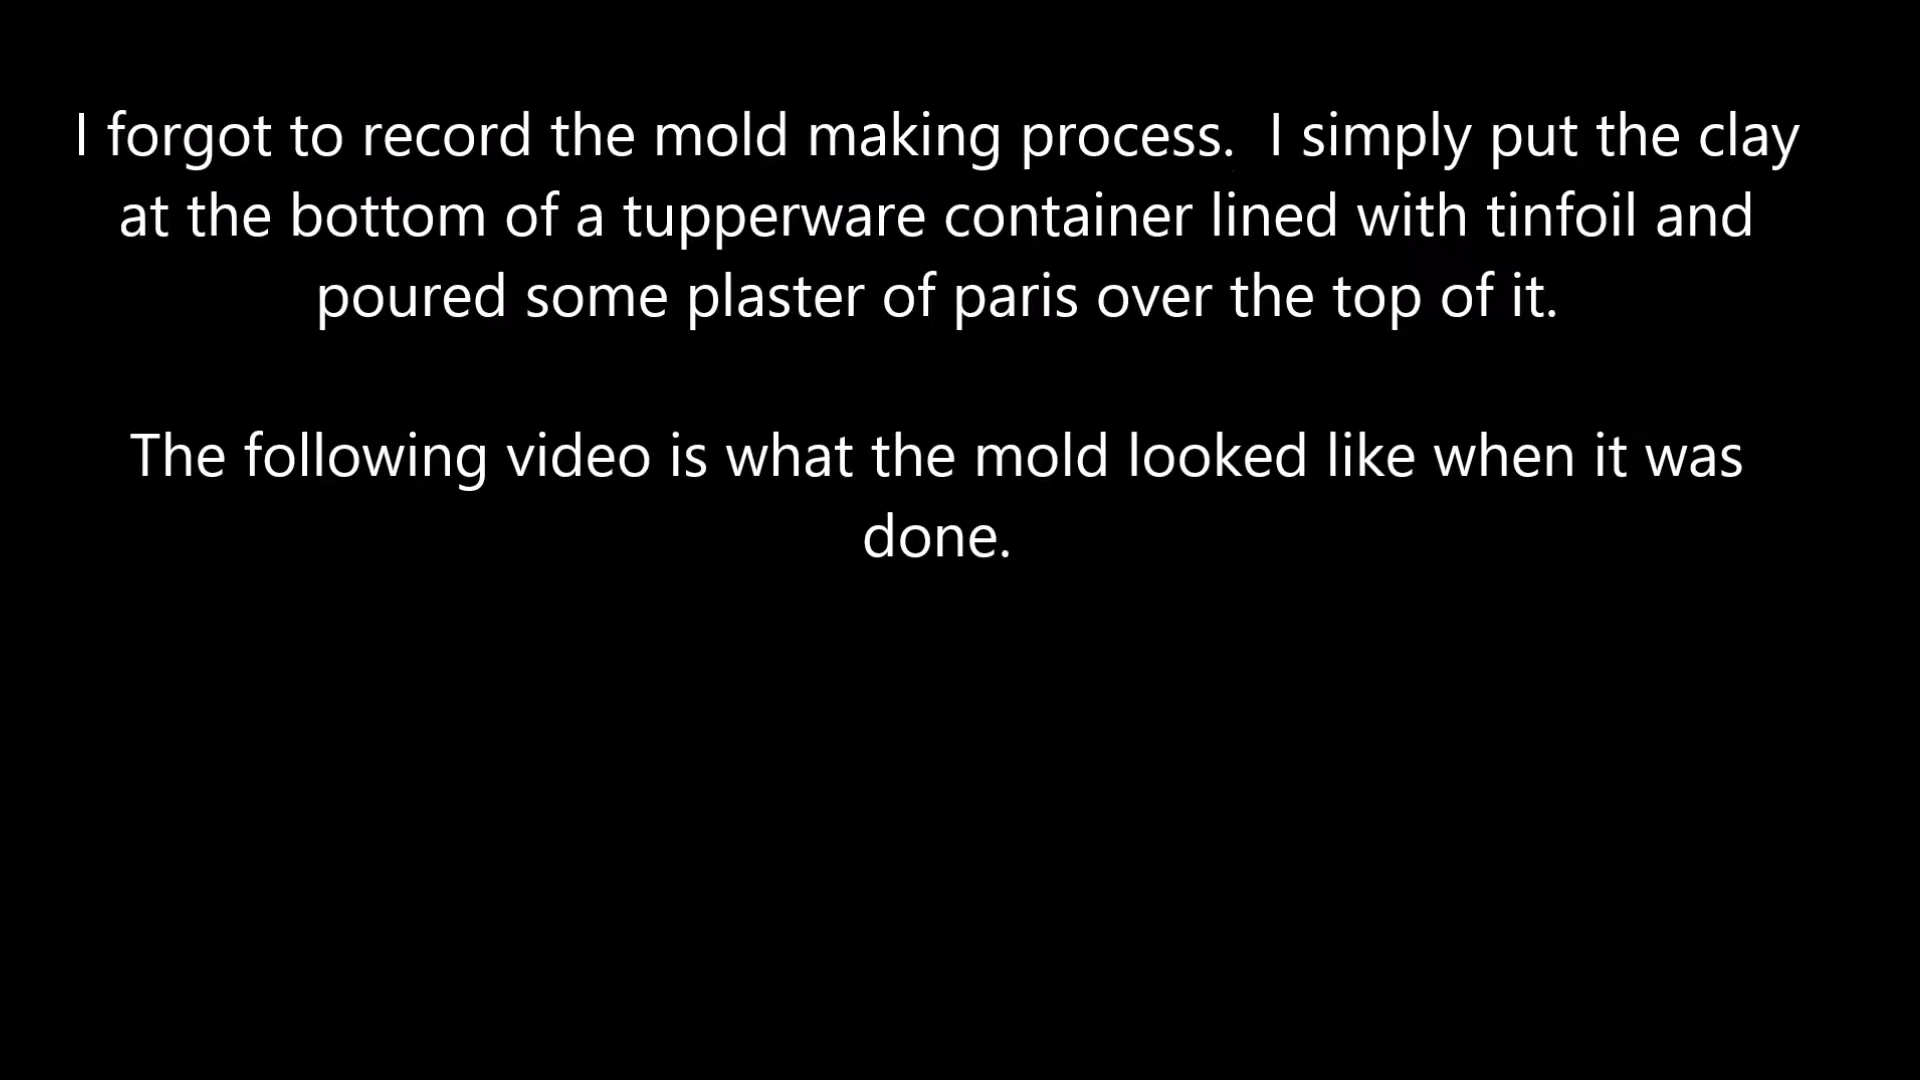 I forgot to record the mold making process.  I simply put the clay
at the bottom of a tupperware container lined with tinfoil and
poured some plaster of paris over the top of it.
The following video is what the mold looked like when it was
done.